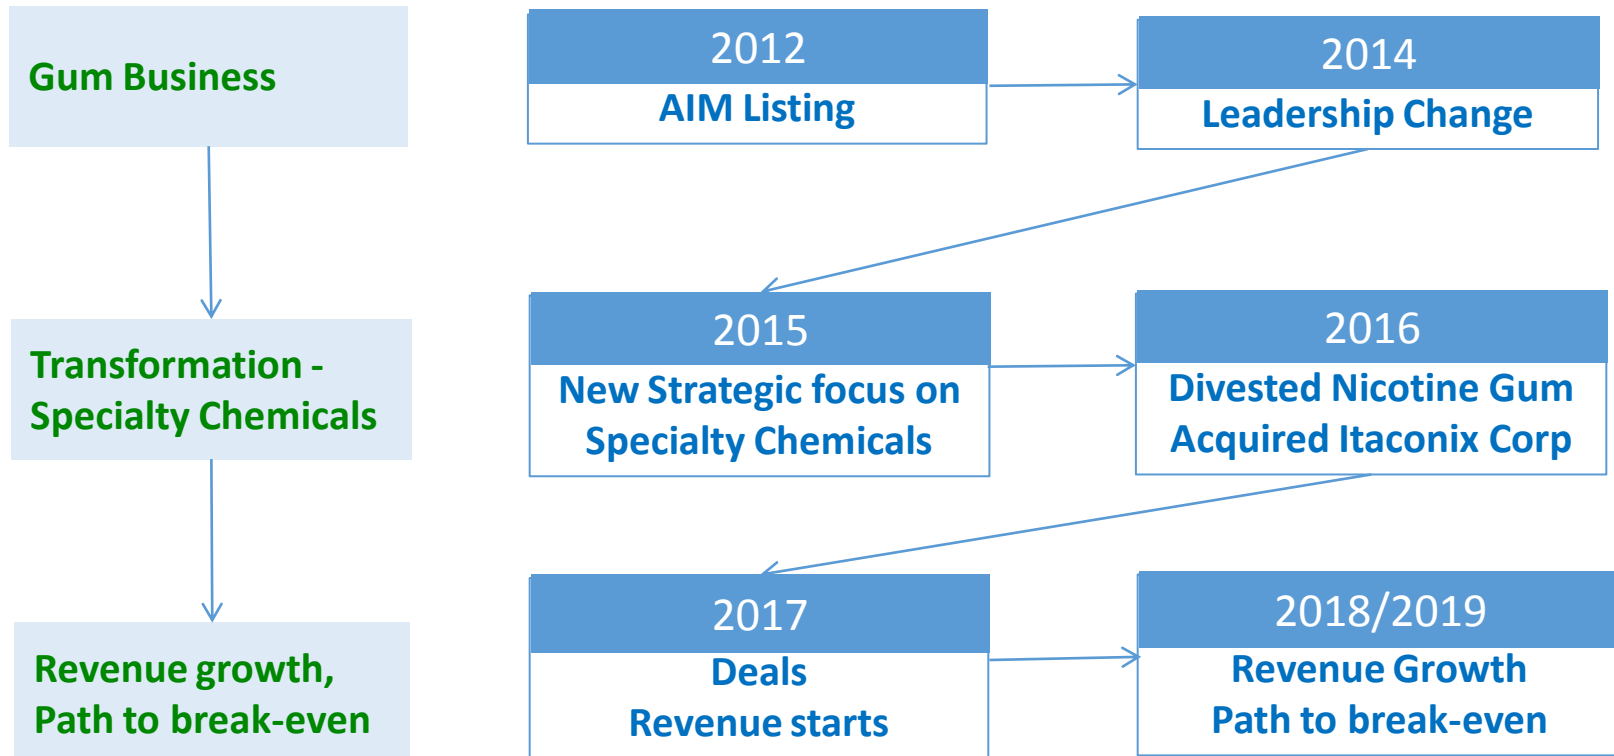 Gum Business
2012
AIM Listing
2014
Leadership Change
Transformation -
Specialty Chemicals
2015
New Strategic focus on
Specialty Chemicals
2016
Divested Nicotine Gum
Acquired Itaconix Corp
Revenue growth,
Path to break-even
2017
Deals
Revenue starts
2018/2019
Revenue Growth
Path to break-even